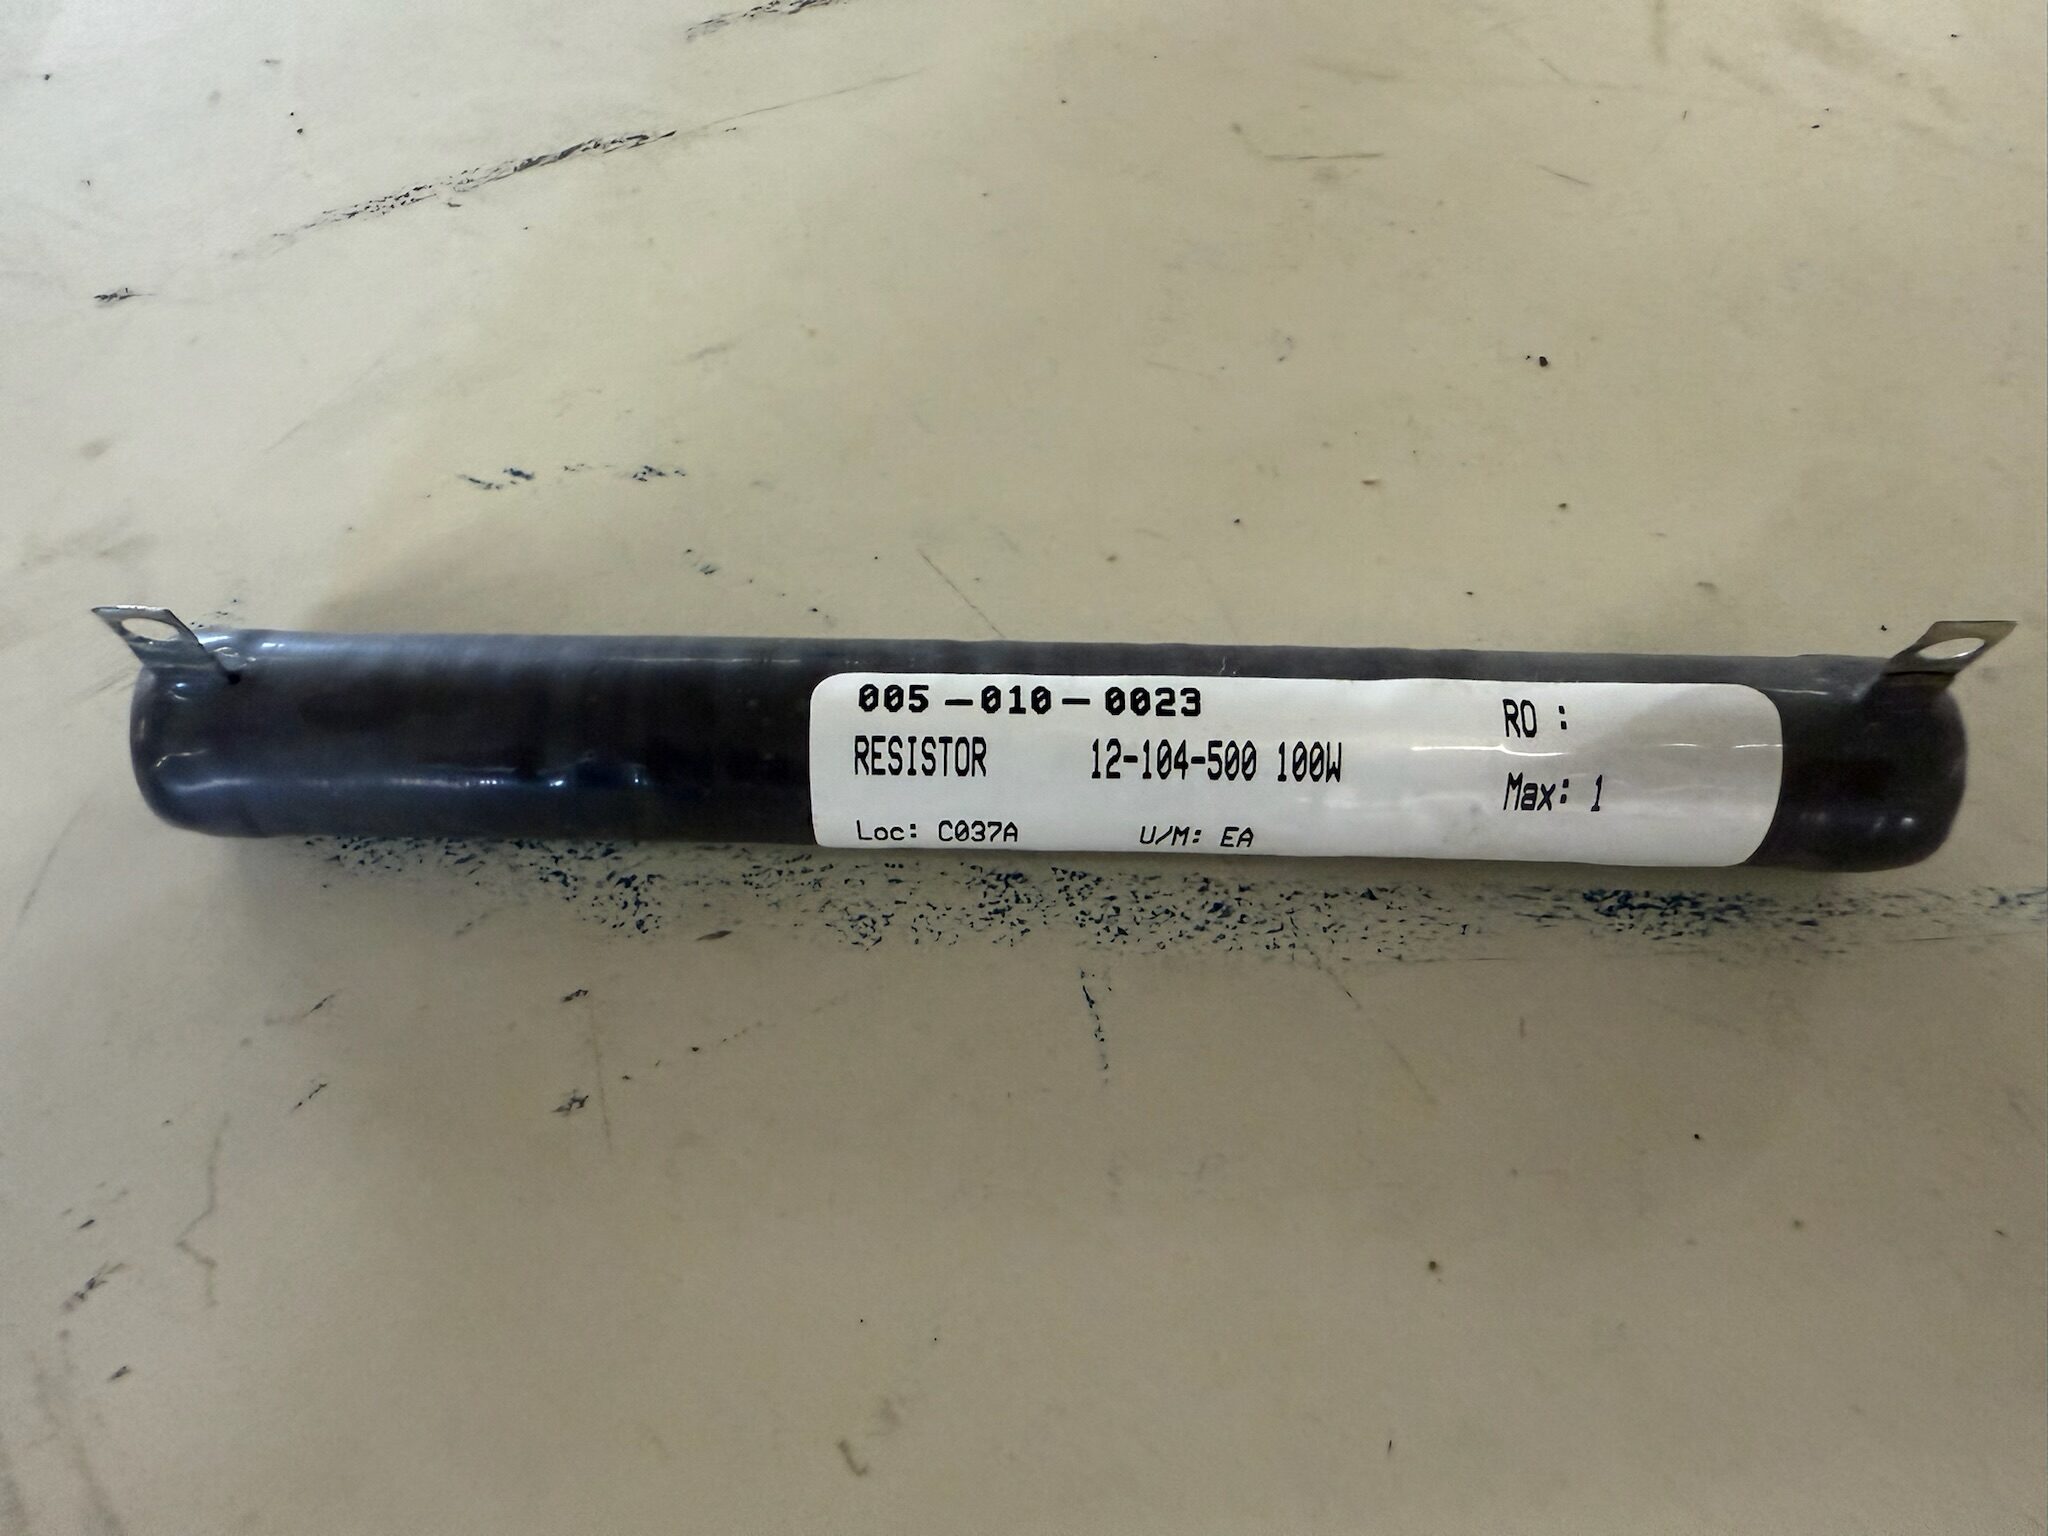 005-010-0023
RESISTOR 12-104-500 100W
Loc: C037A U/M: EA
RO :
Max: 1